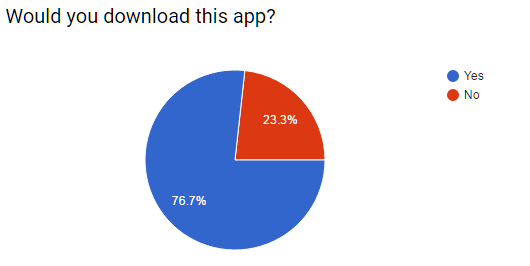 Would you download this app?
Yes
No
23.3%
76.7%